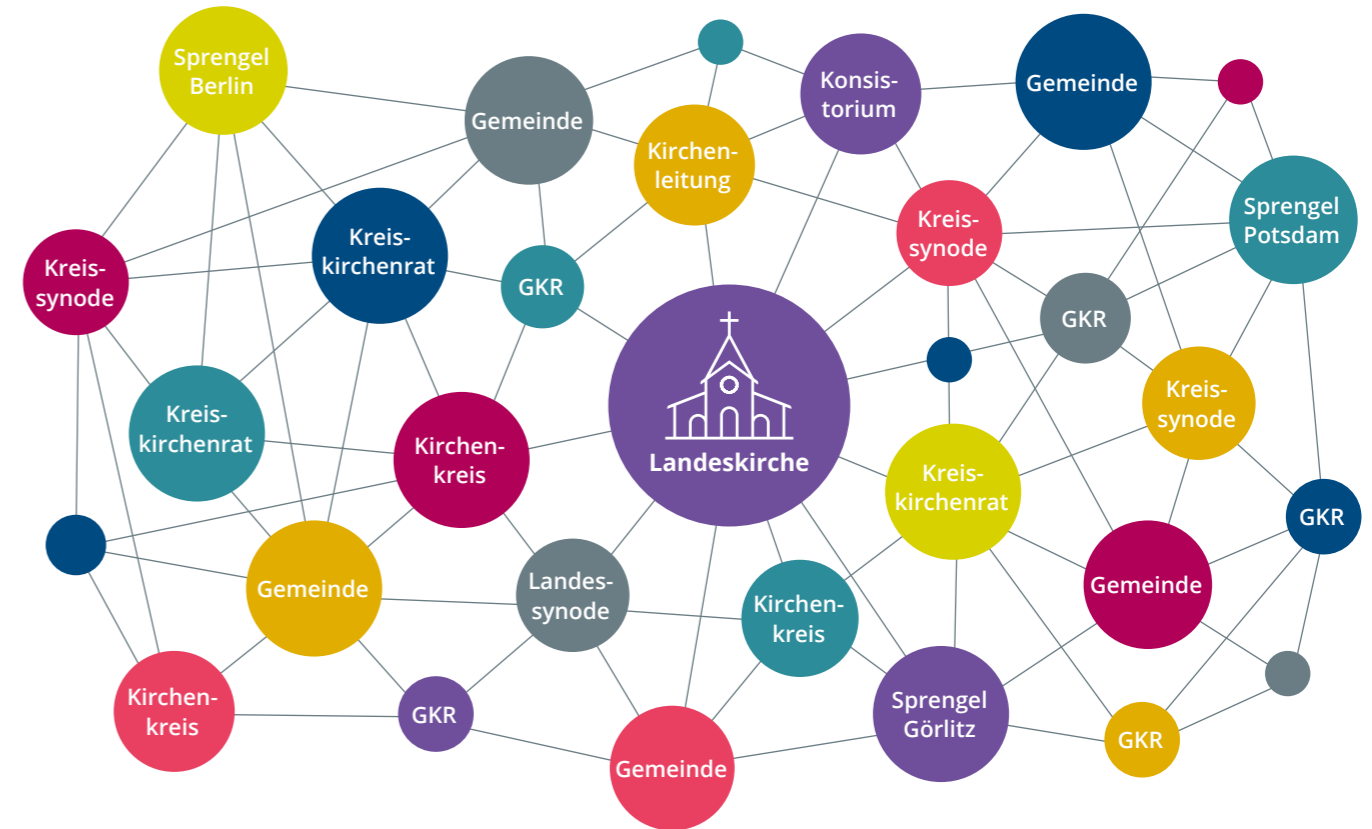 Sprengel
Berlin
Gemeinde
Kirchen-
leitung
Konsis-
torium
Gemeinde
Sprengel
Potsdam
Kreis-
synode
Kreis-
kirchenrat
GKR
Kreis-
synode
GKR
Kreis-
kirchenrat
Kirchen-
kreis
Landeskirche
Kreis-
kirchenrat
Kreis-
synode
GKR
Gemeinde
Landes-
synode
Kirchen-
kreis
Gemeinde
Kirchen-
kreis
GKR
Gemeinde
Sprengel
Görlitz
GKR